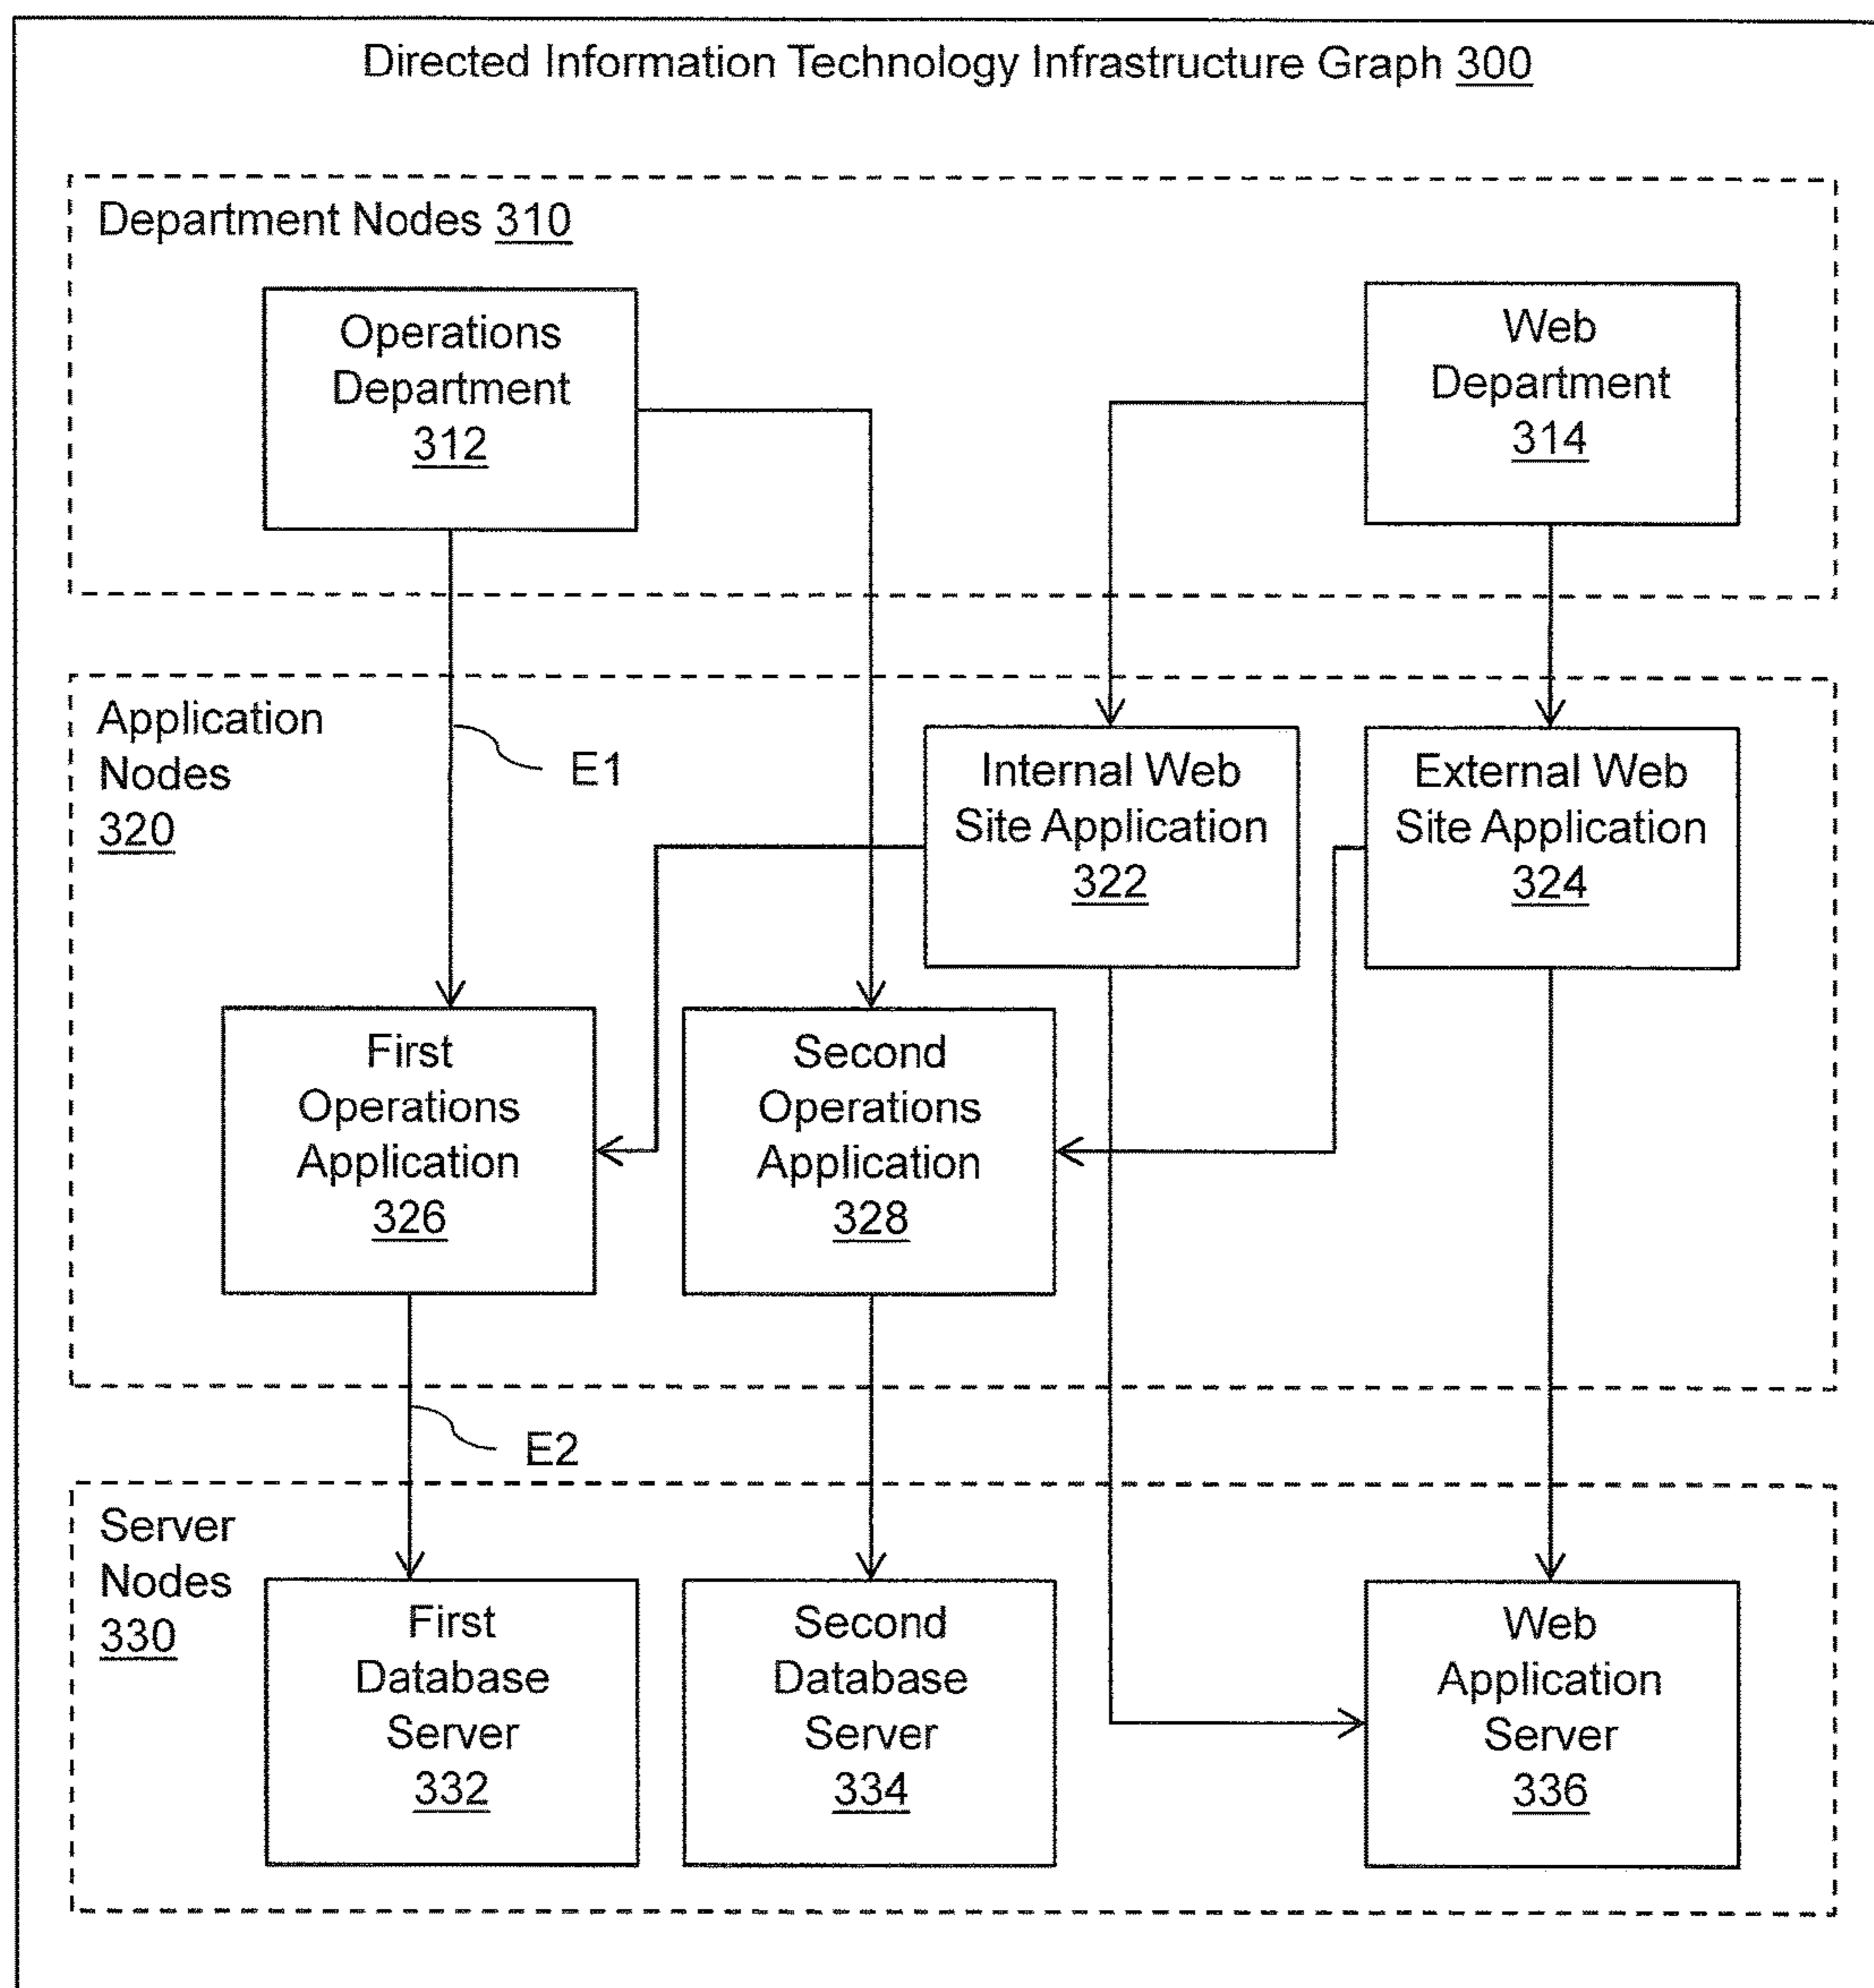 Directed Information Technology Infrastructure Graph 300
Department Nodes 310
Operations
Department
312
Web
Department
314
Application
Nodes
320
E1
Internal Web
Site Application
322
External Web
Site Application
324
First
Operations
Application
326
Second
Operations
Application
328
E2
Server
Nodes
330
First
Database
Server
332
Second
Database
Server
334
Web
Application
Server
336